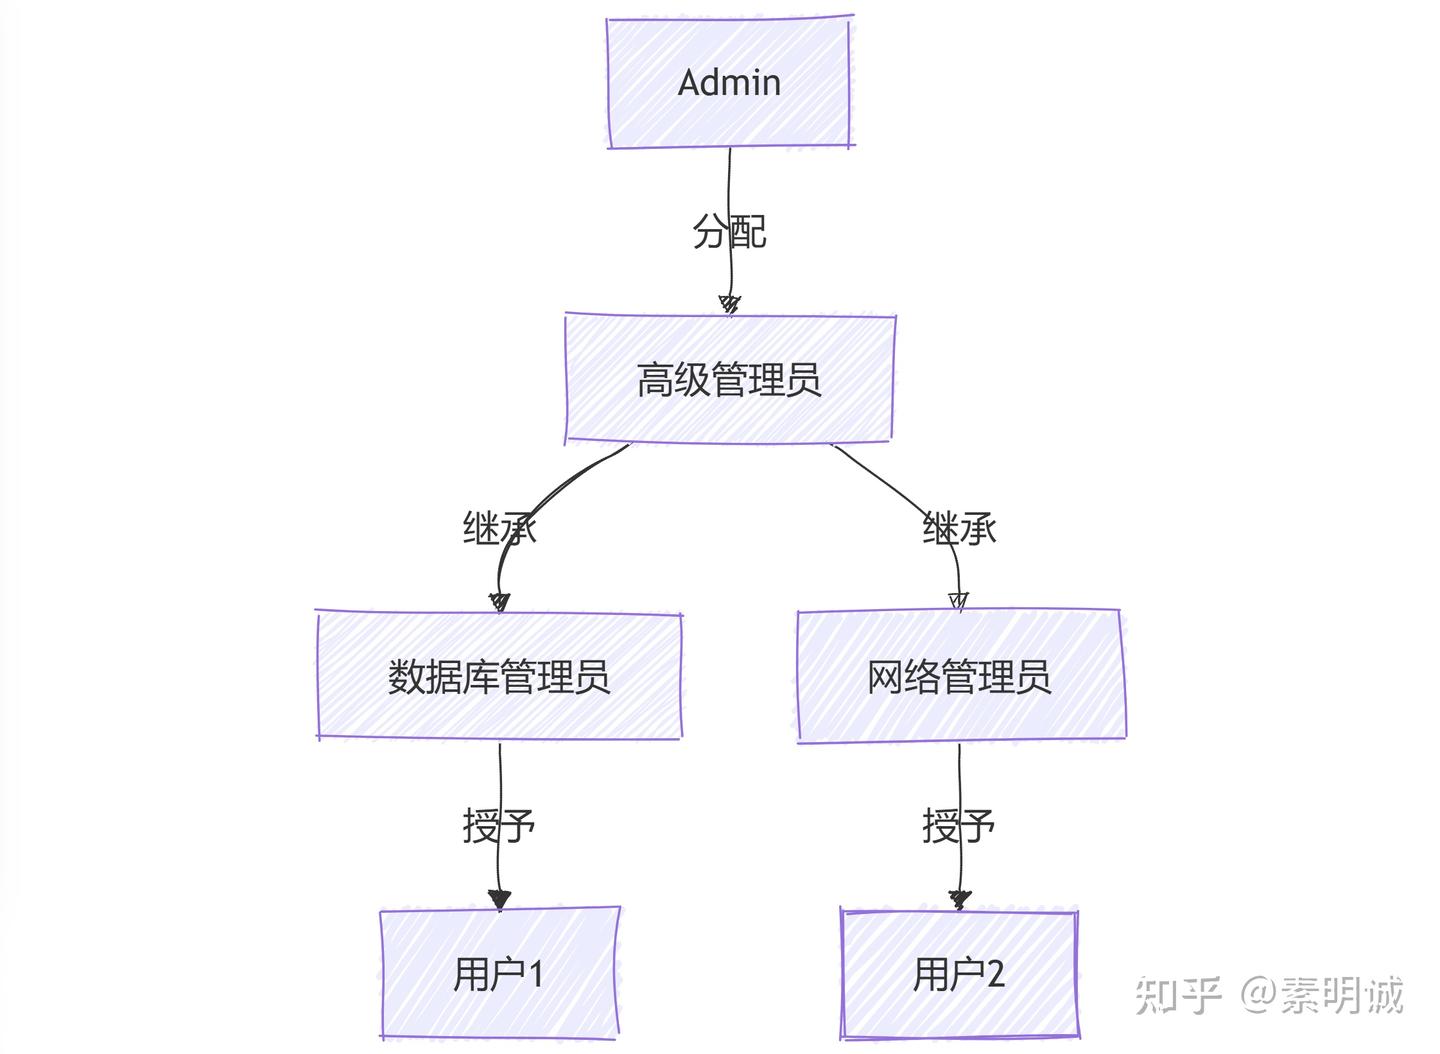 Admin
分配
高级管理员
继承 继承
数据库管理员 网络管理员
授予 授予
用户1 用户2
知乎 @素明诚